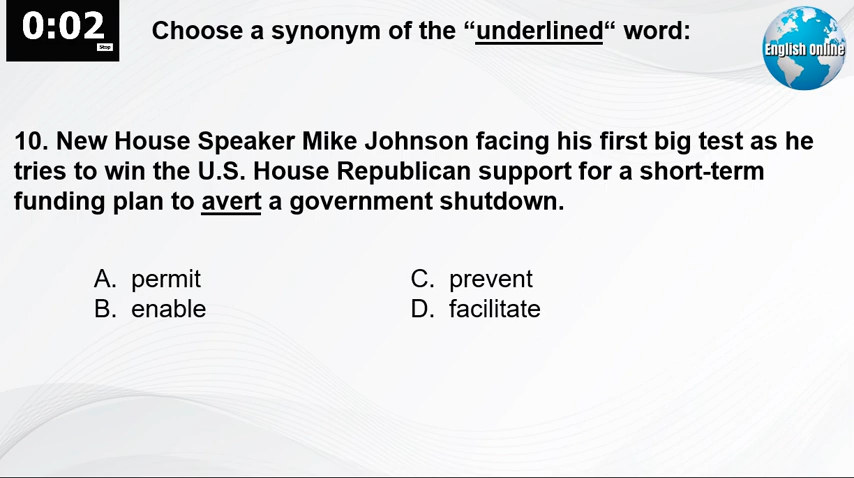 0:02
Stop
Choose a synonym of the “underlined“ word:
English Online
10. New House Speaker Mike Johnson facing his first big test as he
tries to win the U.S. House Republican support for a short-term
funding plan to avert a government shutdown.
A. permit
B. enable
C. prevent
D. facilitate